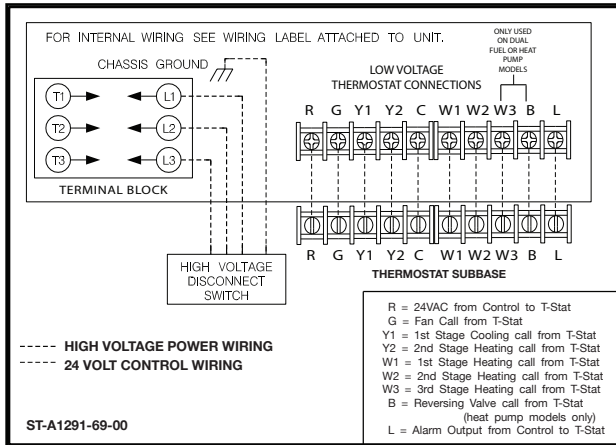 FOR INTERNAL WIRING SEE WIRING LABEL ATTACHED TO UNIT.
ONLY USED
ON DUAL
FUEL OR HEAT
PUMP
MODELS
CHASSIS GROUND
LOW VOLTAGE
THERMOSTAT CONNECTIONS
R G Y1 Y2 C W1 W2 W3 B L
T1 L1
T2 L2
T3 L3
TERMINAL BLOCK
R G Y1 Y2 C W1 W2 W3 B L
THERMOSTAT SUBBASE
HIGH VOLTAGE
DISCONNECT
SWITCH
HIGH VOLTAGE POWER WIRING
24 VOLT CONTROL WIRING
R = 24VAC from Control to T-Stat
G = Fan Call from T-Stat
Y1 = 1st Stage Cooling call from T-Stat
Y2 = 2nd Stage Heating call from T-Stat
W1 = 1st Stage Heating call from T-Stat
W2 = 2nd Stage Heating call from T-Stat
W3 = 3rd Stage Heating call from T-Stat
B = Reversing Valve call from T-Stat
(heat pump models only)
L = Alarm Output from Control to T-Stat
ST-A1291-69-00